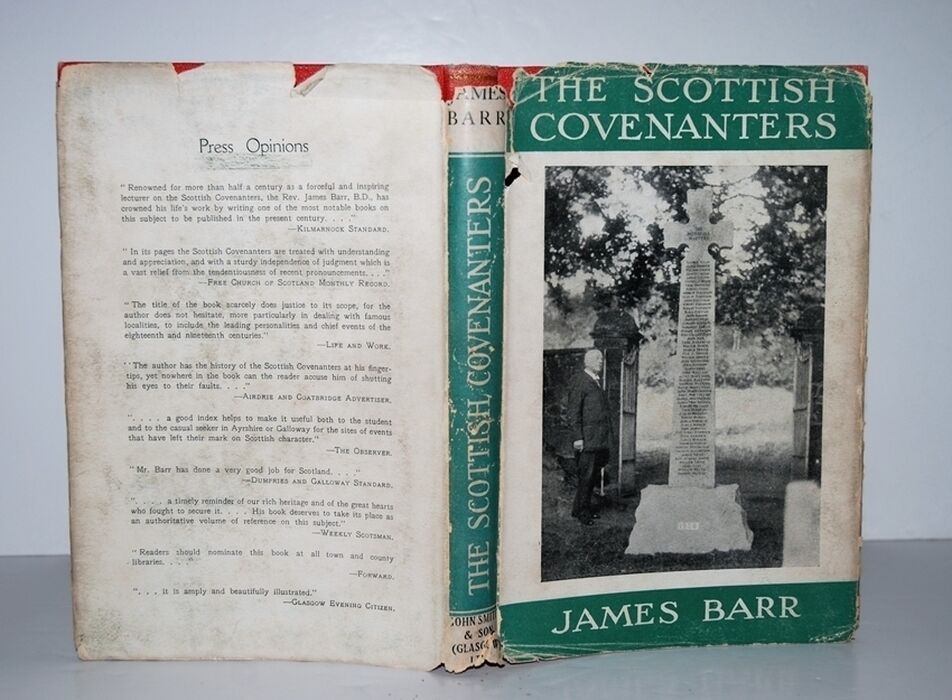 Press Opinions
"Renowned for more than half a century as a forceful and inspiring
lecturer on the Scottish Covenanters, the Rev. James Barr, B.D., has
crowned his life's work by writing one of the most notable books on
this subject to be published in the present century. . . ."
—KILMARNOCK STANDARD.
"In its pages the Scottish Covenanters are treated with understanding
and appreciation, and with a sturdy independence of judgment which is
a vast relief from the tendentiousness of recent pronouncements. . . ."
—FREE CHURCH OF SCOTLAND MONTHLY RECORD.
"The title of the book scarcely does justice to its scope, for the
author does not hesitate, more particularly in dealing with famous
localities, to include the leading personalities and chief events of the
eighteenth and nineteenth centuries."
—LIFE AND WORK.
"The author has the history of the Scottish Covenanters at his finger-
tips, yet nowhere in the book can the reader accuse him of shutting
his eyes to their faults. . . ."
—AIRDRIE AND COATBRIDGE ADVERTISER.
". . . . a good index helps to make it useful both to the student
and to the casual seeker in Ayrshire or Galloway for the sites of events
that have left their mark on Scottish character."
—THE OBSERVER.
"Mr. Barr has done a very good job for Scotland. . . ."
—DUMFRIES AND GALLOWAY STANDARD.
". . . . . a timely reminder of our rich heritage and of the great hearts
who fought to secure it. . . . His book deserves to take its place as
an authoritative volume of reference on this subject."
—WEEKLY SCOTSMAN.
"Readers should nominate this book at all town and county
libraries. . . ."
—FORWARD.
". . . it is amply and beautifully illustrated."
—GLASGOW EVENING CITIZEN.
JAMES
BARR
THE SCOTTISH COVENANTERS
JOHN SMITH
& SON
(GLASGOW)
THE SCOTTISH
COVENANTERS
JAMES BARR